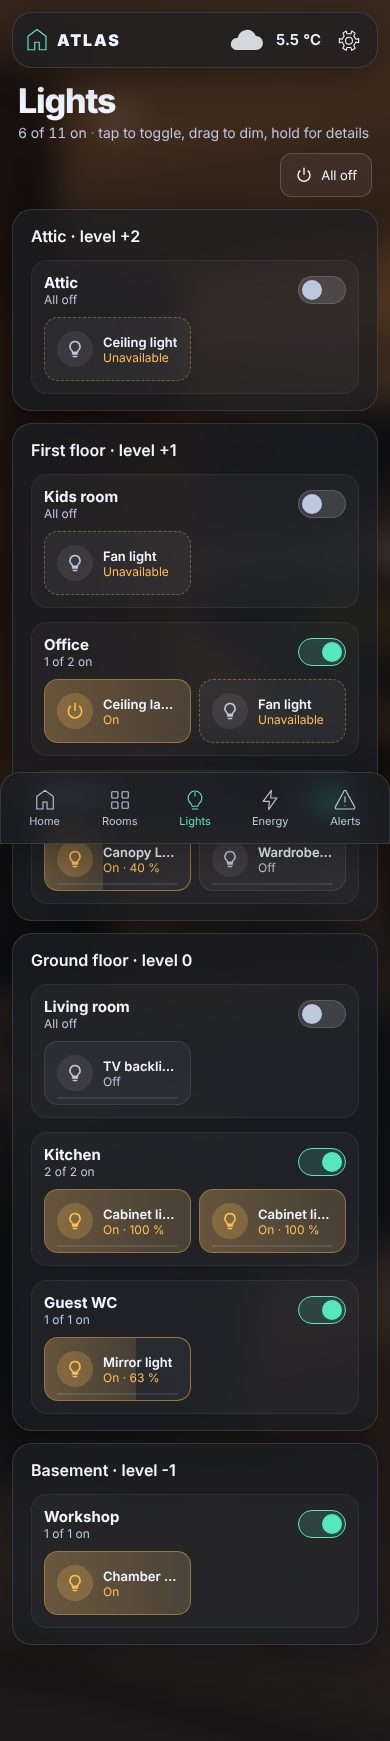 ATLAS
5.5 °C
Lights
6 of 11 on · tap to toggle, drag to dim, hold for details
All off
Attic · level +2
Attic
All off
Ceiling light
Unavailable
First floor · level +1
Kids room
All off
Fan light
Unavailable
Office
1 of 2 on
Ceiling la...
On
Fan light
Unavailable
Home
Rooms
Lights
Energy
Alerts
Canopy L...
On · 40 %
Wardrobe...
Off
Ground floor · level 0
Living room
All off
TV backli...
Off
Kitchen
2 of 2 on
Cabinet li...
On · 100 %
Cabinet li...
On · 100 %
Guest WC
1 of 1 on
Mirror light
On · 63 %
Basement · level -1
Workshop
1 of 1 on
Chamber ...
On